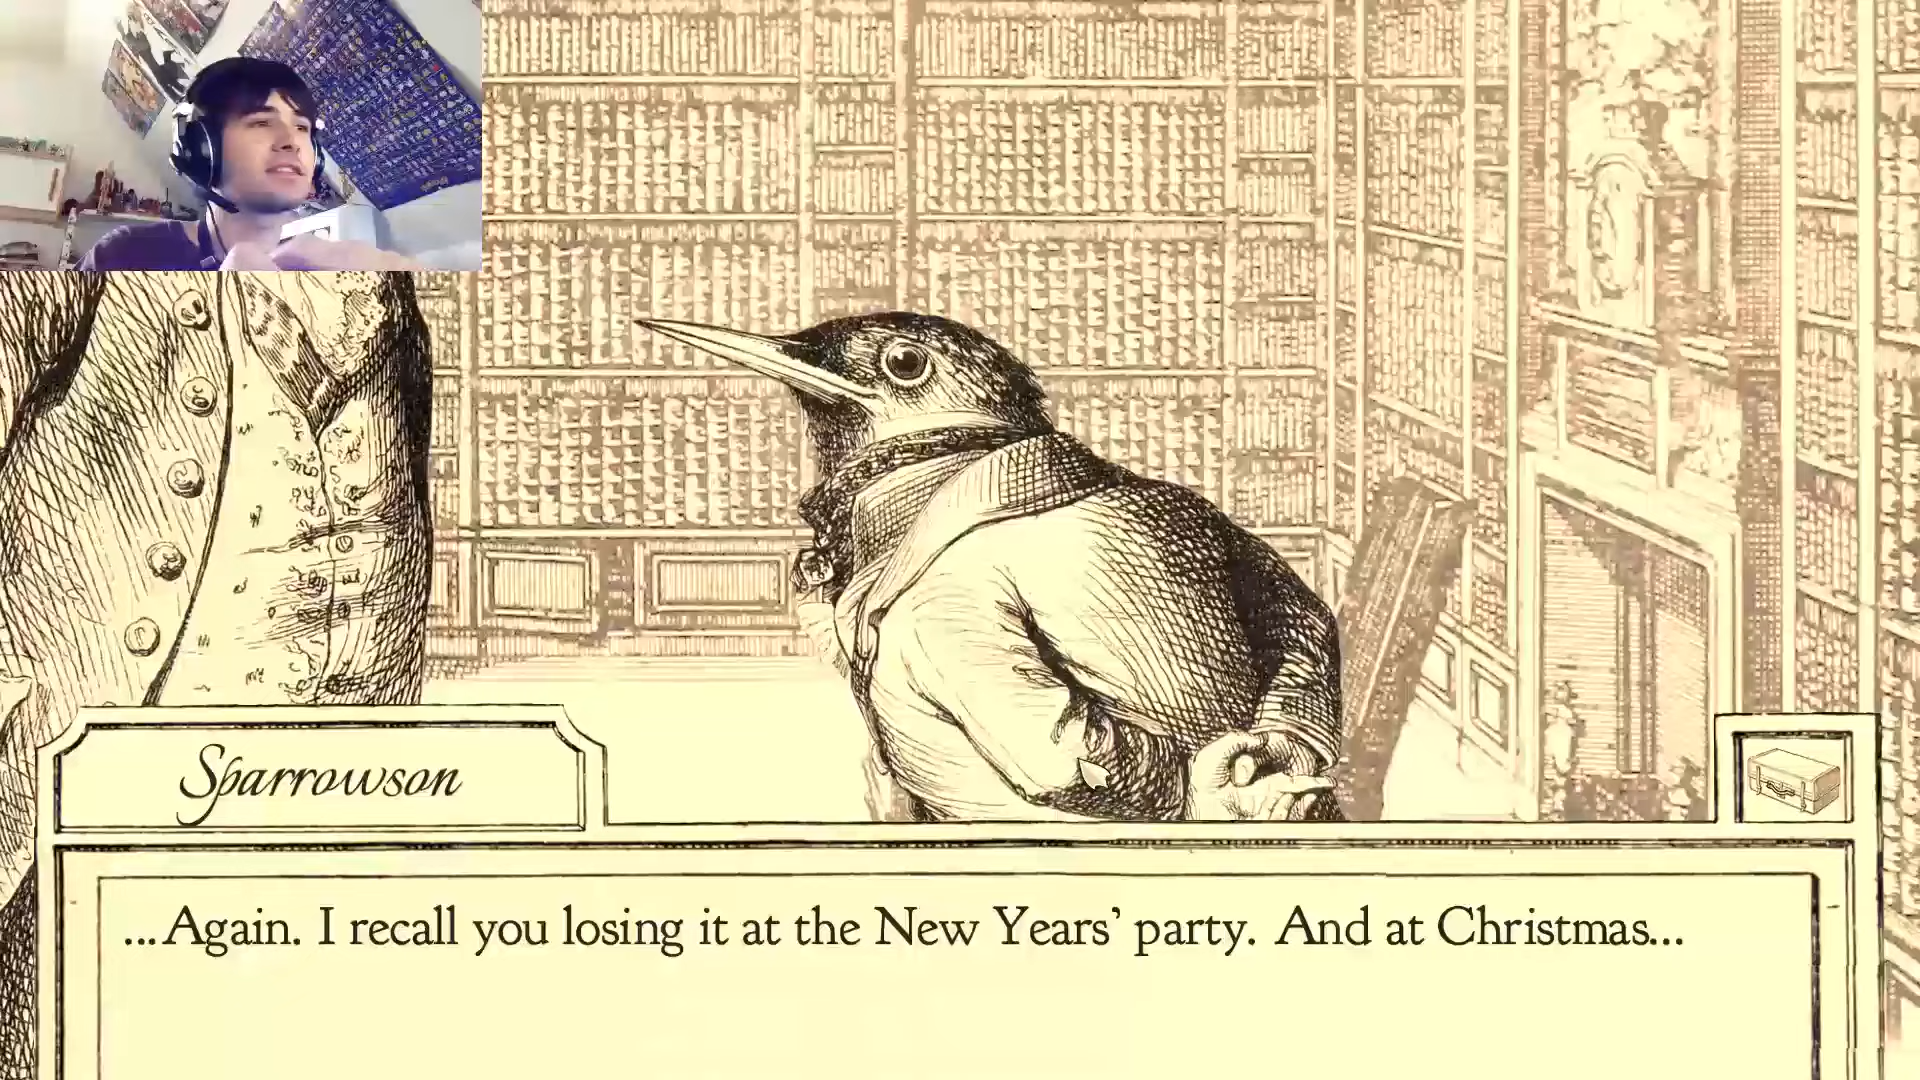 Sparrowson
...Again. I recall you losing it at the New Years' party. And at Christmas...